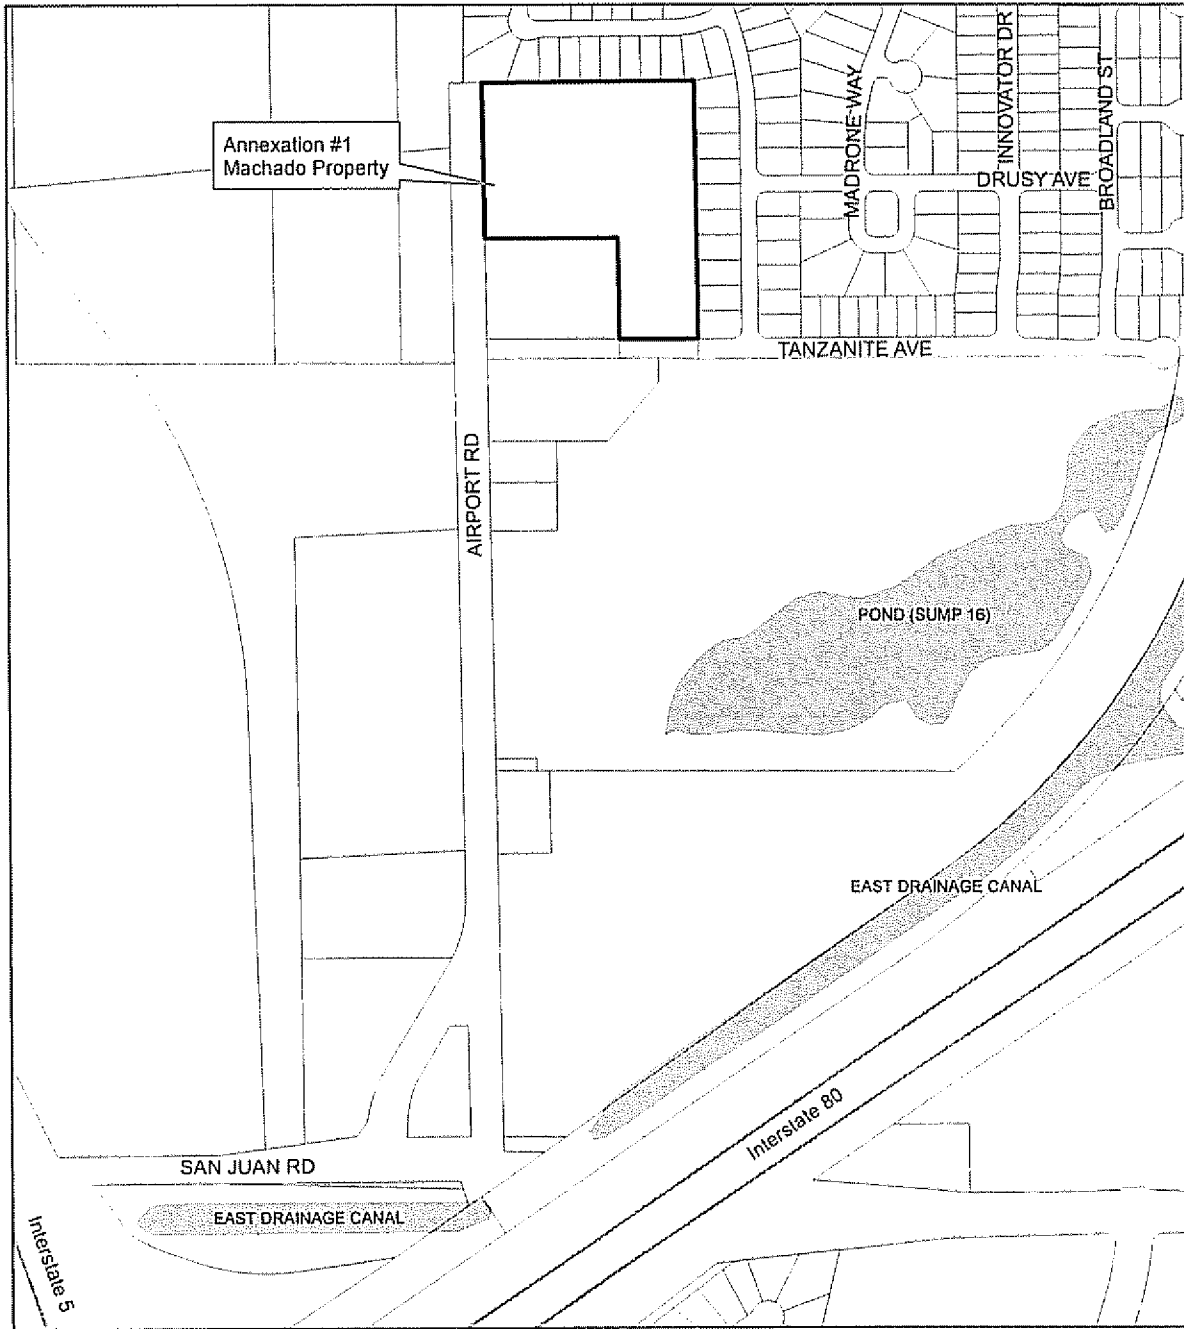 INNOVATOR DR
BROADLAND ST
MADRONE WAY
Annexation #1
Machado Property
DRUSY AVE
TANZANITE AVE
AIRPORT RD
POND (SUMP 16)
EAST DRAINAGE CANAL
Interstate 80
SAN JUAN RD
EAST DRAINAGE CANAL
Interstate 5